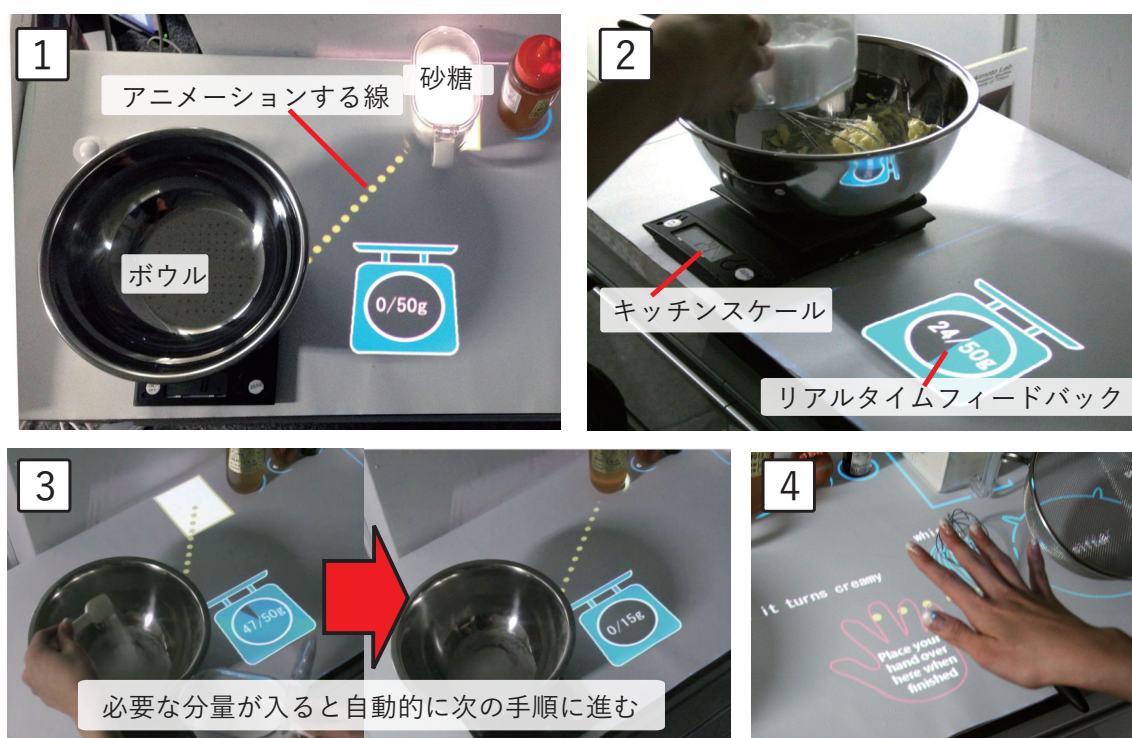 1
アニメーションする線
砂糖
ボウル
0/50g
2
キッチンスケール
24/50g
リアルタイムフィードバック
3
47/50g
0/15g
必要な分量が入ると自動的に次の手順に進む
4
whi
it turns creamy
Place your
hand over
here when
finished